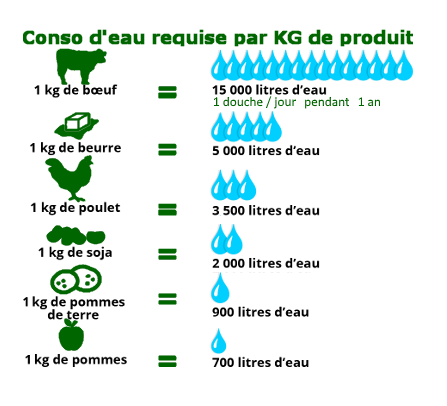 Conso d'eau requise par KG de produit
1 kg de bœuf = 15 000 litres d'eau
1 douche / jour pendant 1 an
1 kg de beurre = 5 000 litres d'eau
1 kg de poulet = 3 500 litres d'eau
1 kg de soja = 2 000 litres d'eau
1 kg de pommes
de terre = 900 litres d'eau
1 kg de pommes = 700 litres d'eau